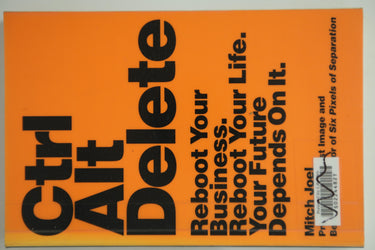 Ctrl
Alt
Delete
Reboot Your
Business.
Reboot Your Life.
Your Future
Depends On It.
Mitch Joel
Image and
of Six Pixels of Separation